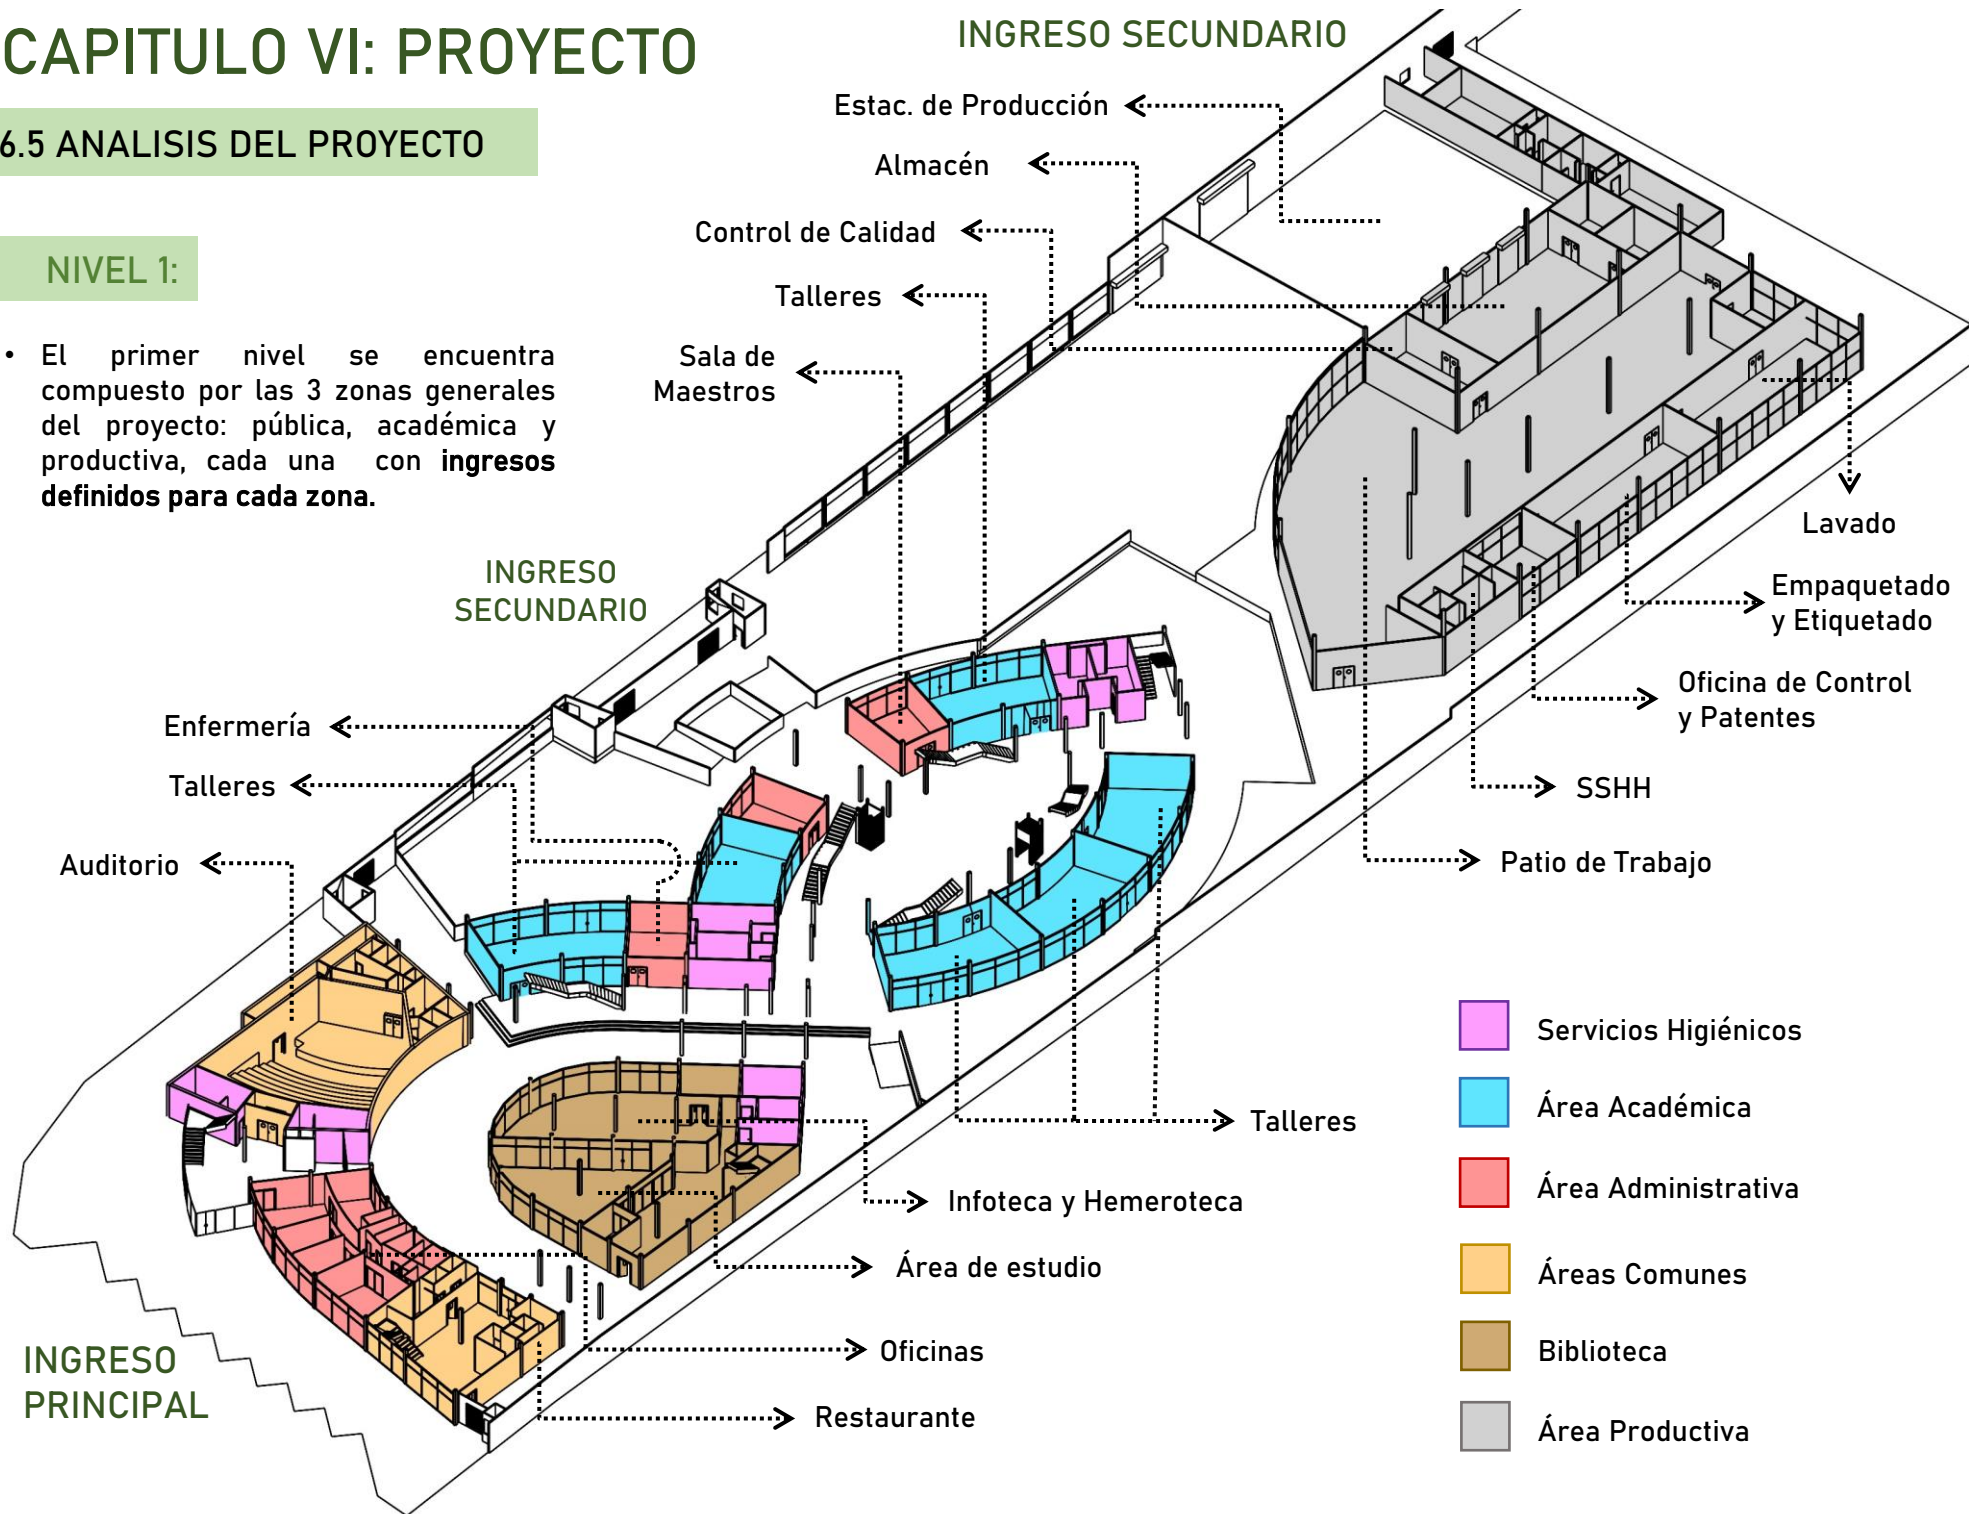 CAPITULO VI: PROYECTO
6.5 ANALISIS DEL PROYECTO
NIVEL 1:
• El primer nivel se encuentra
compuesto por las 3 zonas generales
del proyecto: pública, académica y
productiva, cada una con ingresos
definidos para cada zona.
INGRESO SECUNDARIO
Estac. de Producción
Almacén
Control de Calidad
Talleres
Sala de
Maestros
INGRESO
SECUNDARIO
Enfermería
Talleres
Auditorio
INGRESO
PRINCIPAL
Lavado
Empaquetado
y Etiquetado
Oficina de Control
y Patentes
SSHH
Patio de Trabajo
Talleres
Infoteca y Hemeroteca
Área de estudio
Oficinas
Restaurante
Servicios Higiénicos
Área Académica
Área Administrativa
Áreas Comunes
Biblioteca
Área Productiva